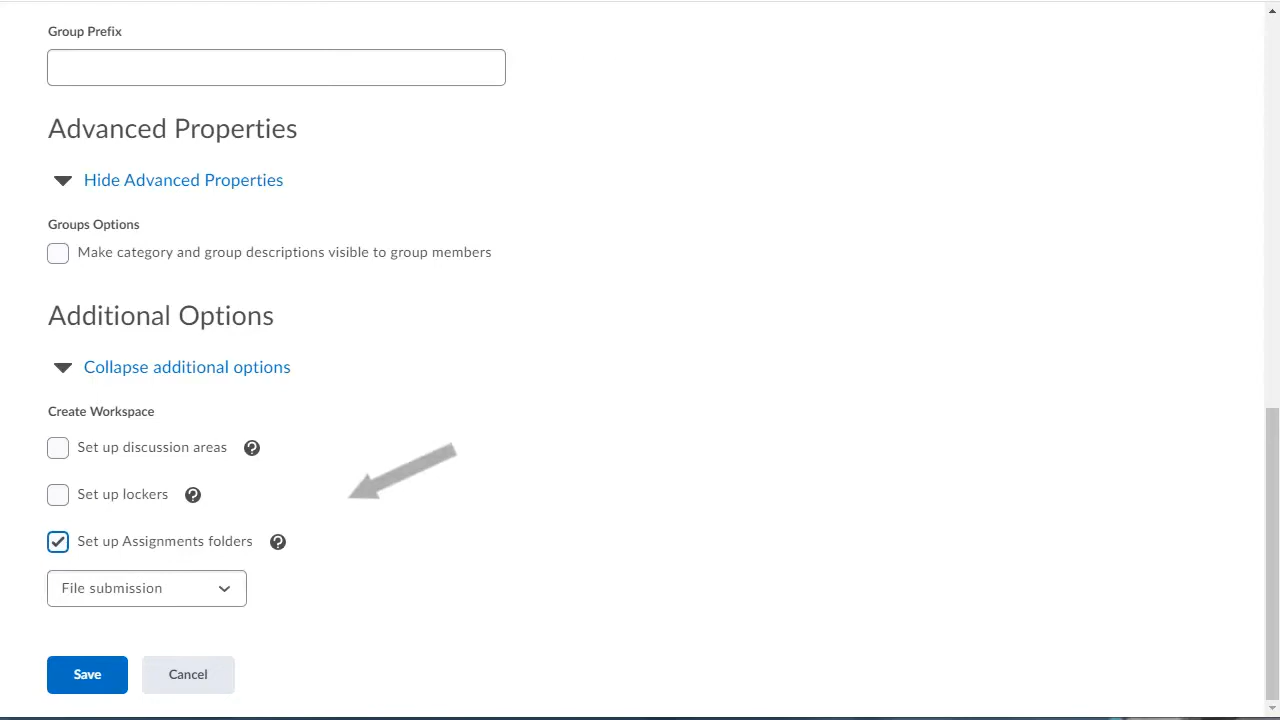 Group Prefix
Advanced Properties
Hide Advanced Properties
Groups Options
Make category and group descriptions visible to group members
Additional Options
Collapse additional options
Create Workspace
Set up discussion areas
Set up lockers
Set up Assignments folders
File submission
Save Cancel